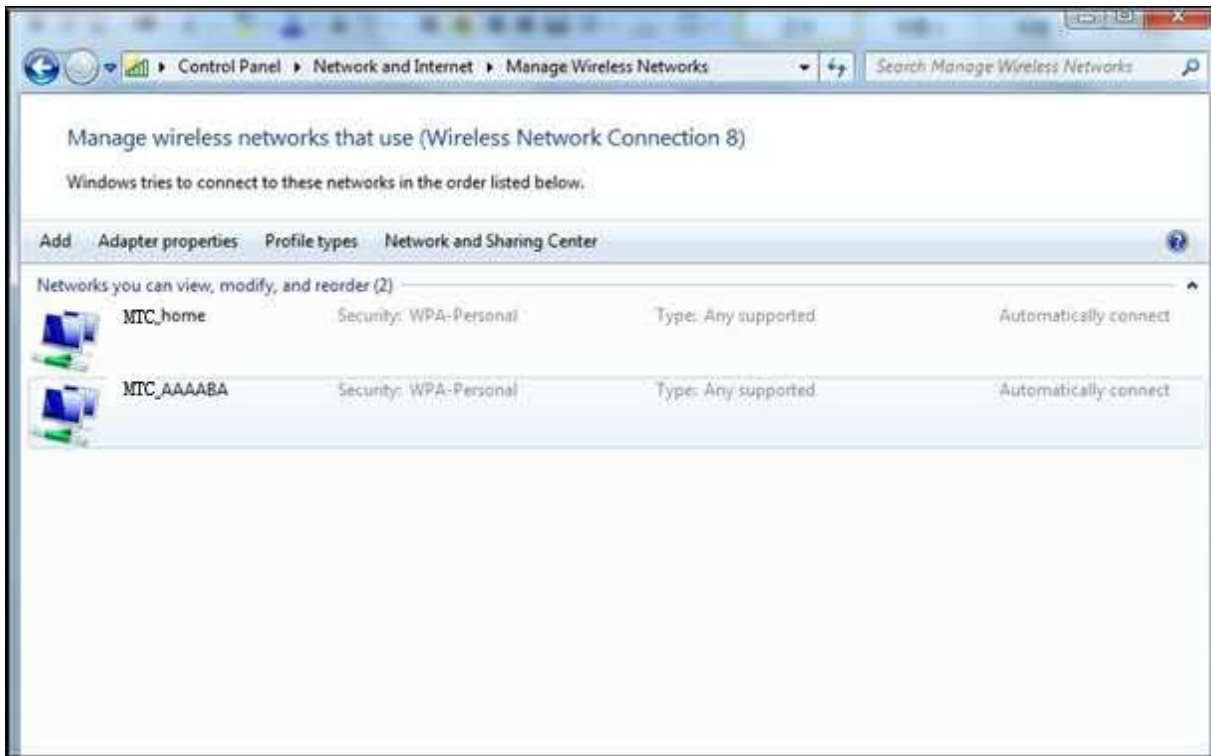 Control Panel ▸ Network and Internet ▸ Manage Wireless Networks
Search Manage Wireless Networks
Manage wireless networks that use (Wireless Network Connection 8)
Windows tries to connect to these networks in the order listed below.
Add Adapter properties Profile types Network and Sharing Center
Networks you can view, modify, and reorder (2)
MTC_home Security: WPA-Personal Type: Any supported Automatically connect
MTC_AAAABA Security: WPA-Personal Type: Any supported Automatically connect